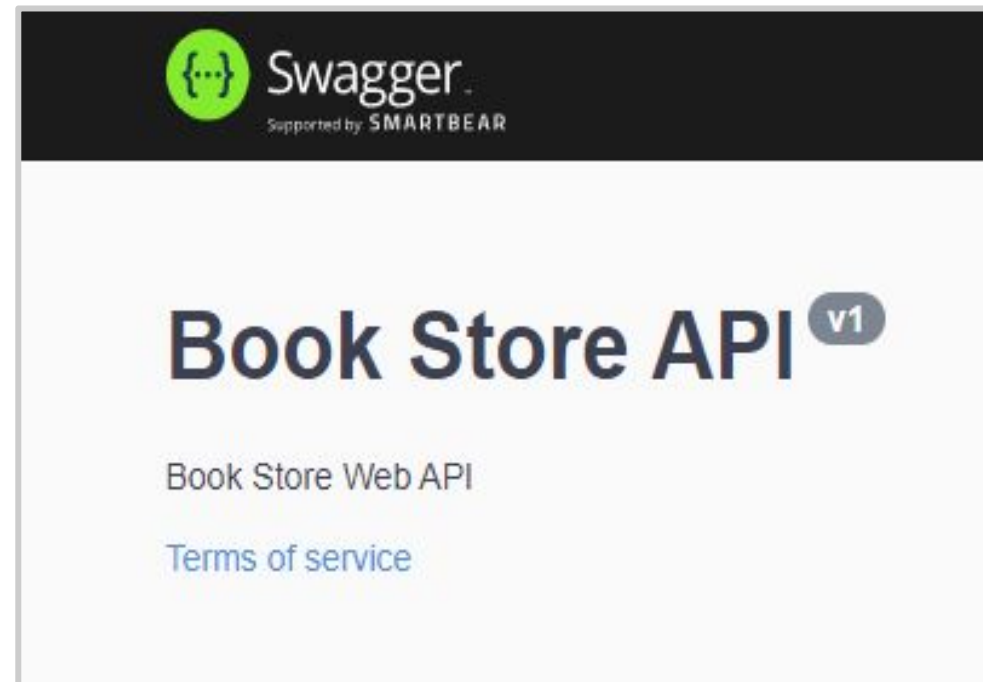 {...} Swagger.
Supported by SMARTBEAR
Book Store API v1
Book Store Web API
Terms of service